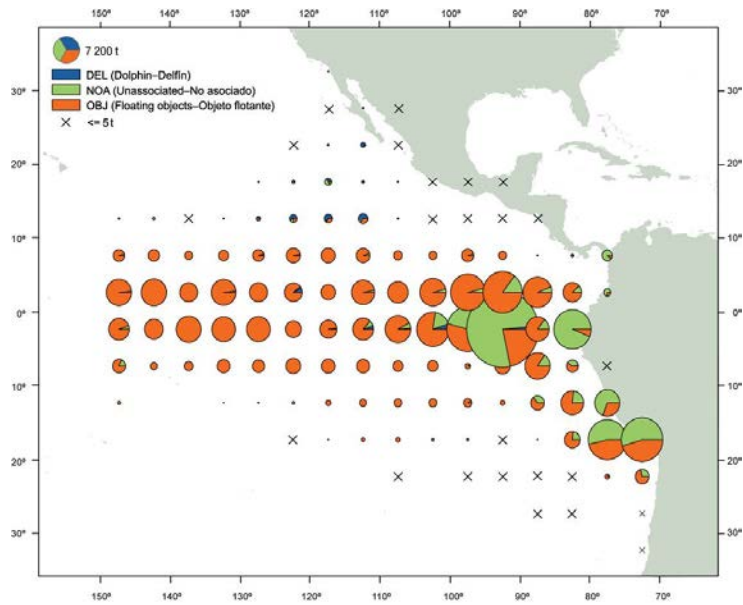 150° 140° 130° 120° 110° 100° 90° 80° 70°
7 200 t
DEL (Dolphin–Delfín)
NOA (Unassociated–No asociado)
OBJ (Floating objects–Objeto flotante)
<= 5 t
30° 30°
20° 20°
10° 10°
0° 0°
10° 10°
20° 20°
30° 30°
150° 140° 130° 120° 110° 100° 90° 80° 70°